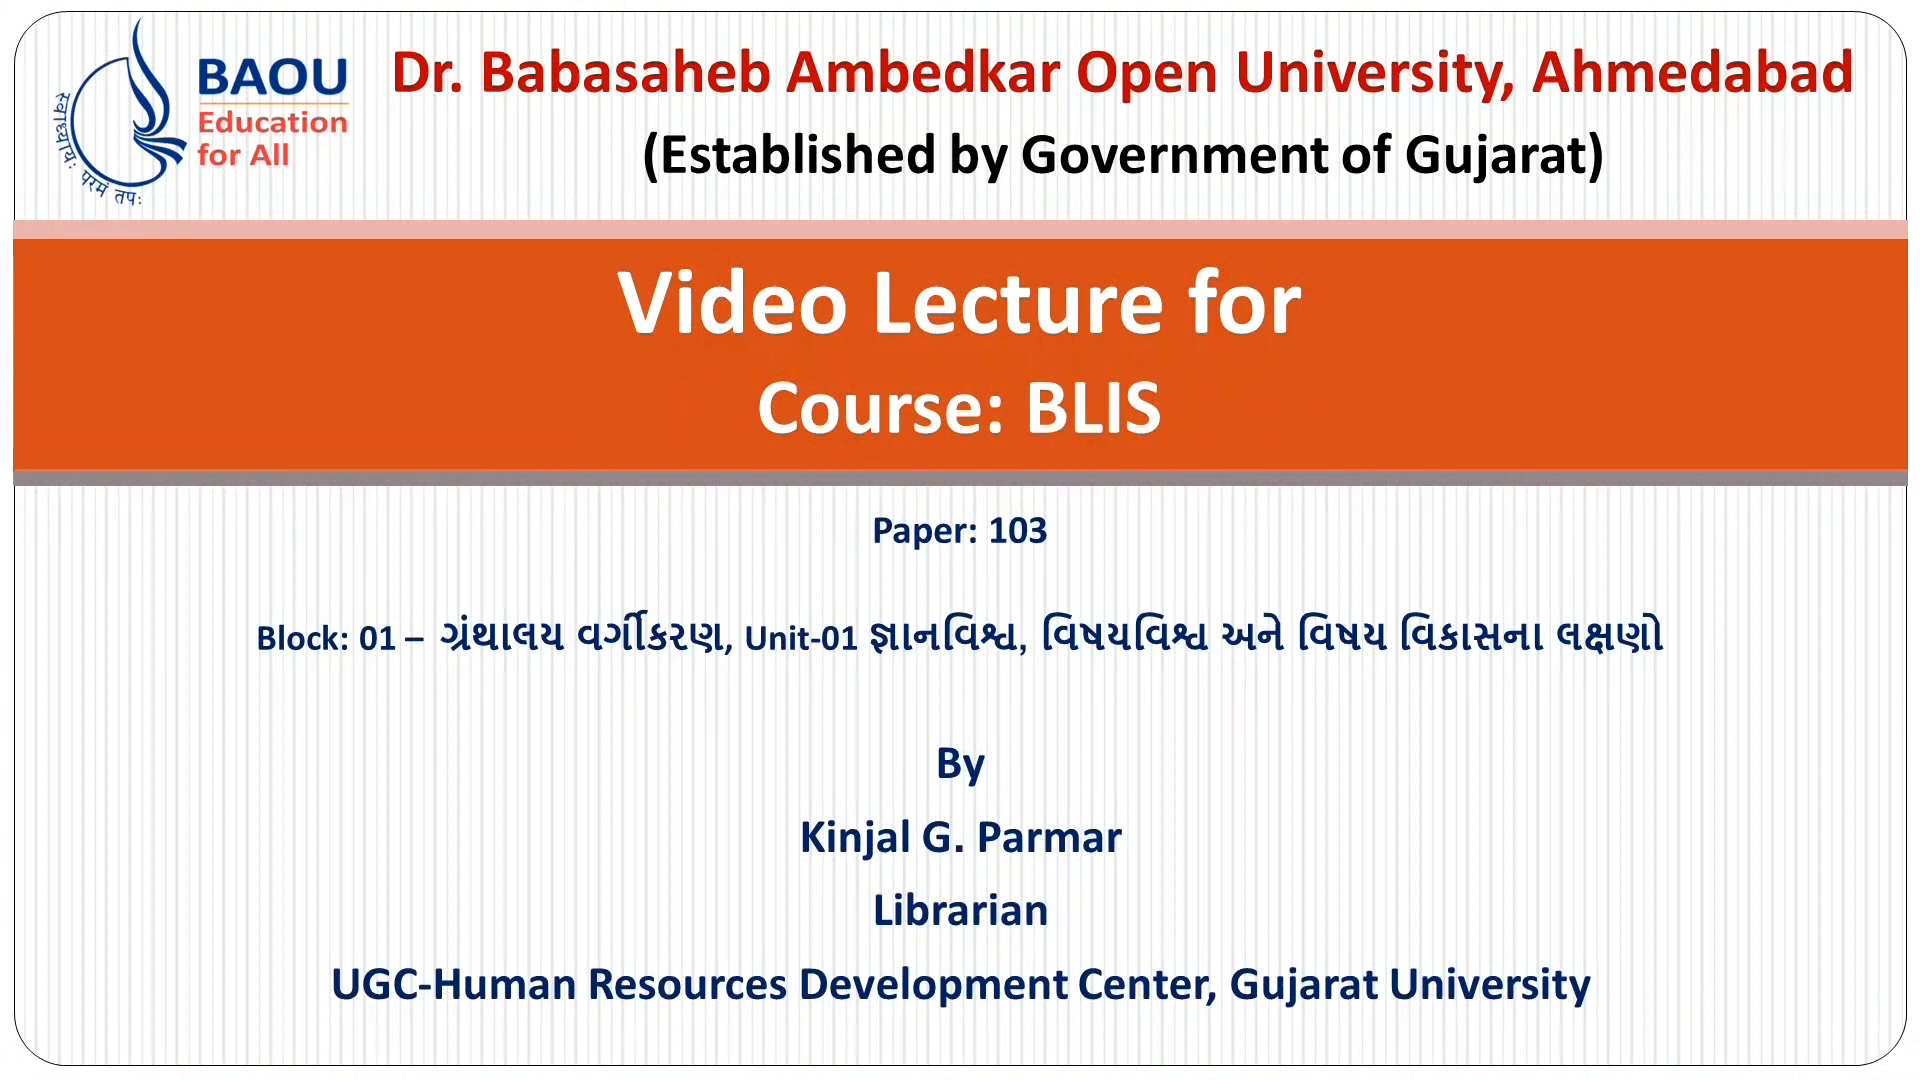 BAOU
Education
for All
स्वाध्यायः परमं तपः
Dr. Babasaheb Ambedkar Open University, Ahmedabad
(Established by Government of Gujarat)
Video Lecture for
Course: BLIS
Paper: 103
Block: 01 – ગ્રંથાલય વર્ગીકરણ, Unit-01 જ્ઞાનવિશ્વ, વિષયવિશ્વ અને વિષય વિકાસના લક્ષણો
By
Kinjal G. Parmar
Librarian
UGC-Human Resources Development Center, Gujarat University